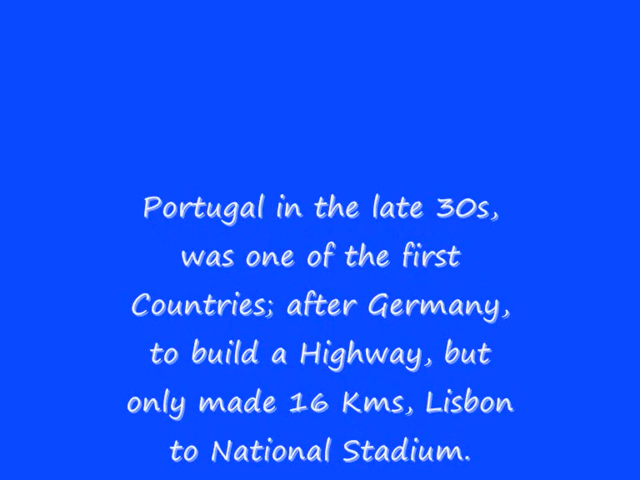 Portugal in the late 30s,
was one of the first
Countries; after Germany,
to build a Highway, but
only made 16 Kms, Lisbon
to National Stadium.